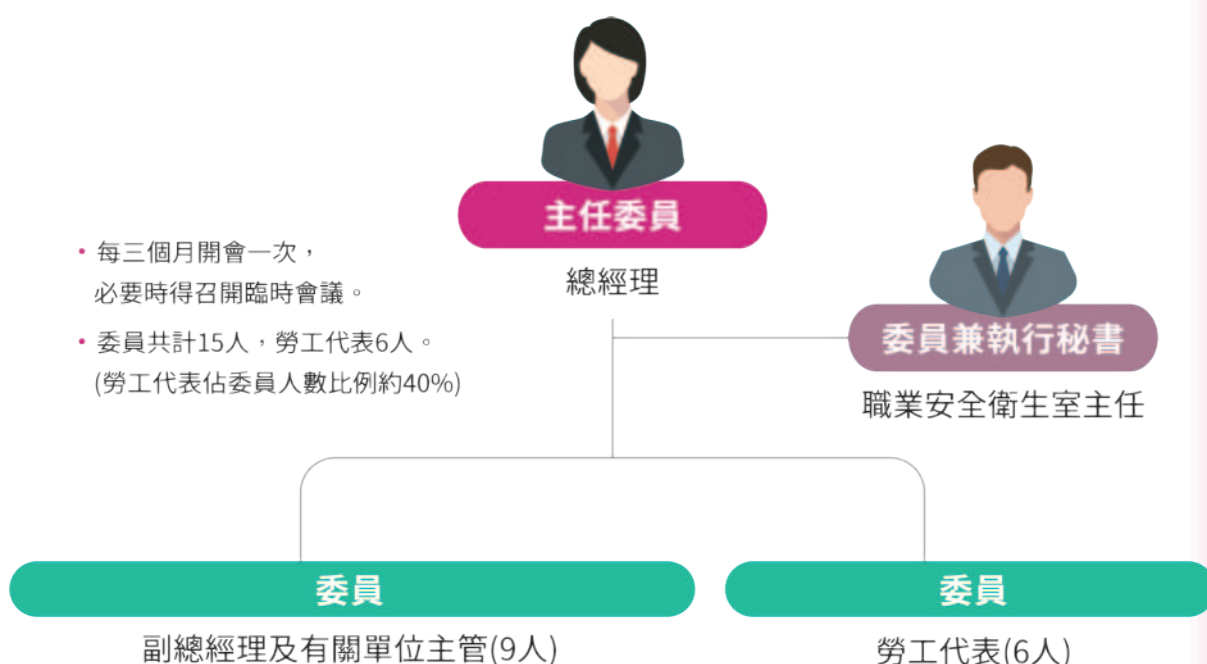 主任委員
總經理
• 每三個月開會一次，
必要時得召開臨時會議。
• 委員共計15人，勞工代表6人。
(勞工代表佔委員人數比例約40%)
委員兼執行秘書
職業安全衛生室主任
委員
副總經理及有關單位主管(9人)
委員
勞工代表(6人)